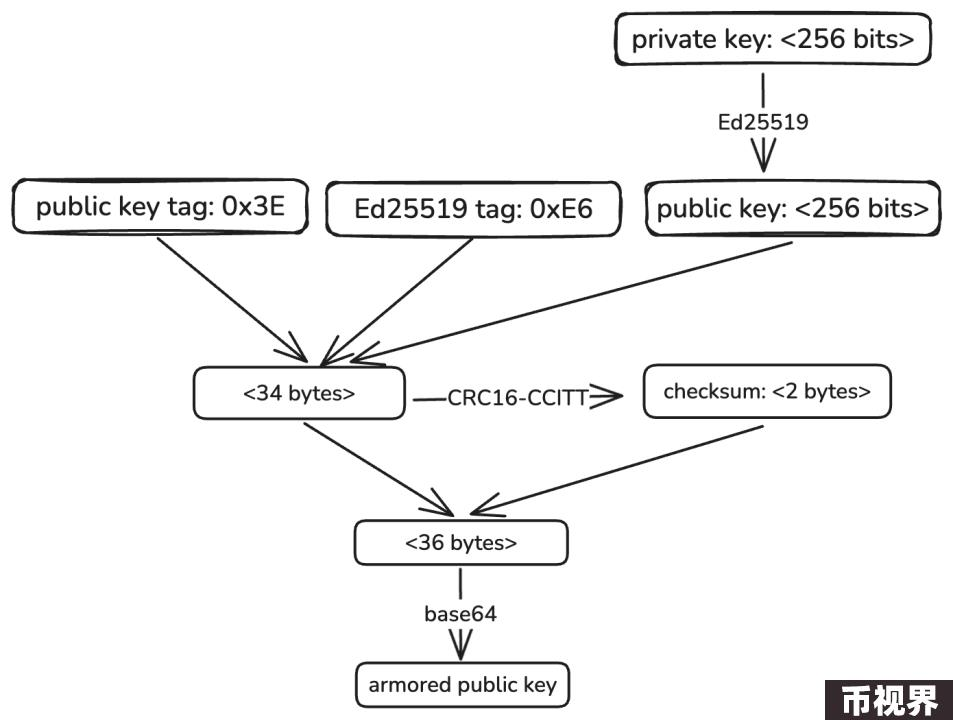 private key: <256 bits>
Ed25519
public key tag: 0x3E
Ed25519 tag: 0xE6
public key: <256 bits>
<34 bytes>
CRC16-CCITT
checksum: <2 bytes>
<36 bytes>
base64
armored public key
币视界